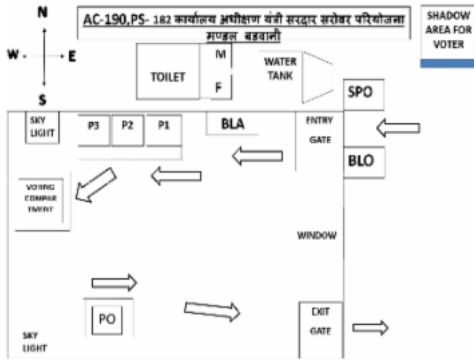 N
W E
S
AC-190,PS- 182 कार्यालय अधीक्षण यंत्री सरदार सरोवर परियोजना
मण्डल बडवानी
SHADOW
AREA FOR
VOTER
TOILET
M
F
WATER
TANK
SPO
SKY
LIGHT
P3 P2 P1
BLA
ENTRY
GATE
BLO
VOTING
COMPAR
TMENT
WINDOW
PO
SKY
LIGHT
EXIT
GATE